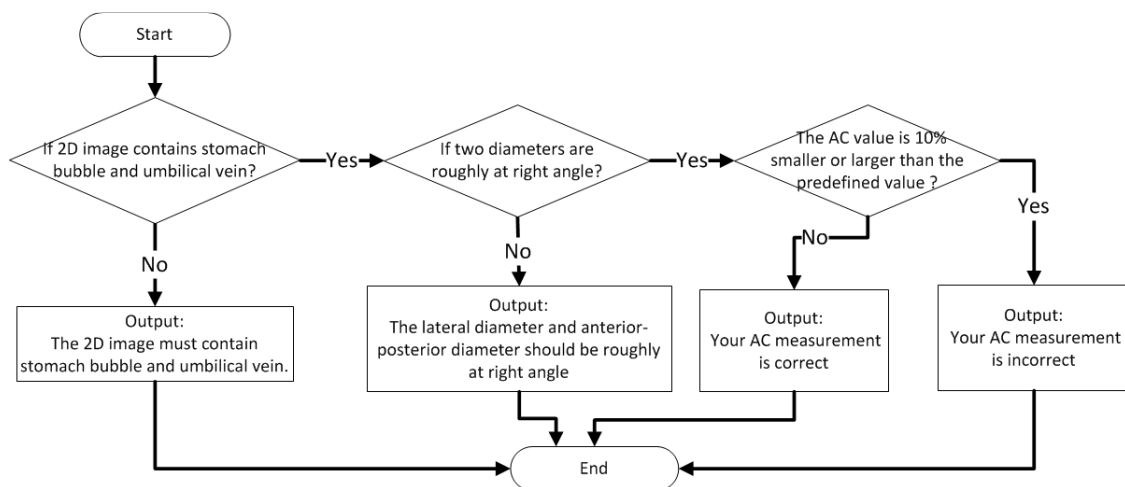 Start
If 2D image contains stomach
bubble and umbilical vein?
Yes
If two diameters are
roughly at right angle?
Yes
The AC value is 10%
smaller or larger than the
predefined value ?
Yes
No
No
No
Output:
The 2D image must contain
stomach bubble and umbilical vein.
Output:
The lateral diameter and anterior-
posterior diameter should be roughly
at right angle
Output:
Your AC measurement
is correct
Output:
Your AC measurement
is incorrect
End